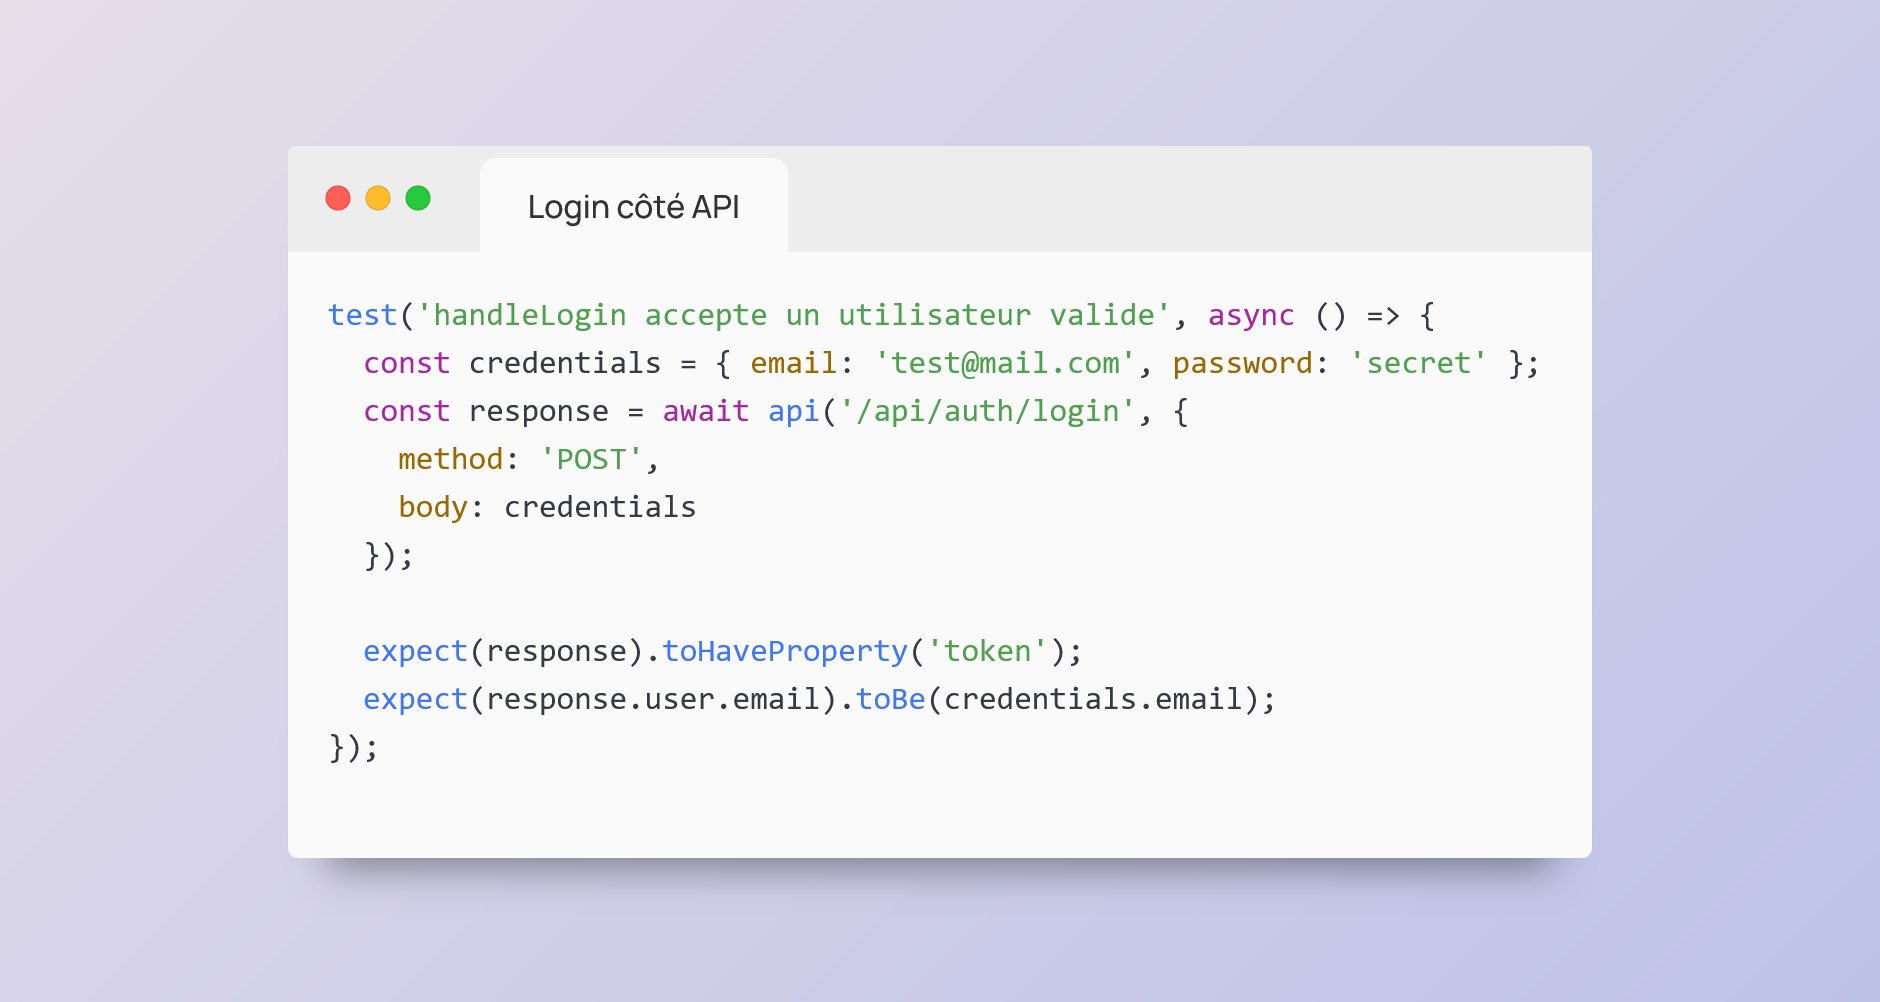 Login côté API
test('handleLogin accepte un utilisateur valide', async () => {
  const credentials = { email: 'test@mail.com', password: 'secret' };
  const response = await api('/api/auth/login', {
    method: 'POST',
    body: credentials
  });

  expect(response).toHaveProperty('token');
  expect(response.user.email).toBe(credentials.email);
});